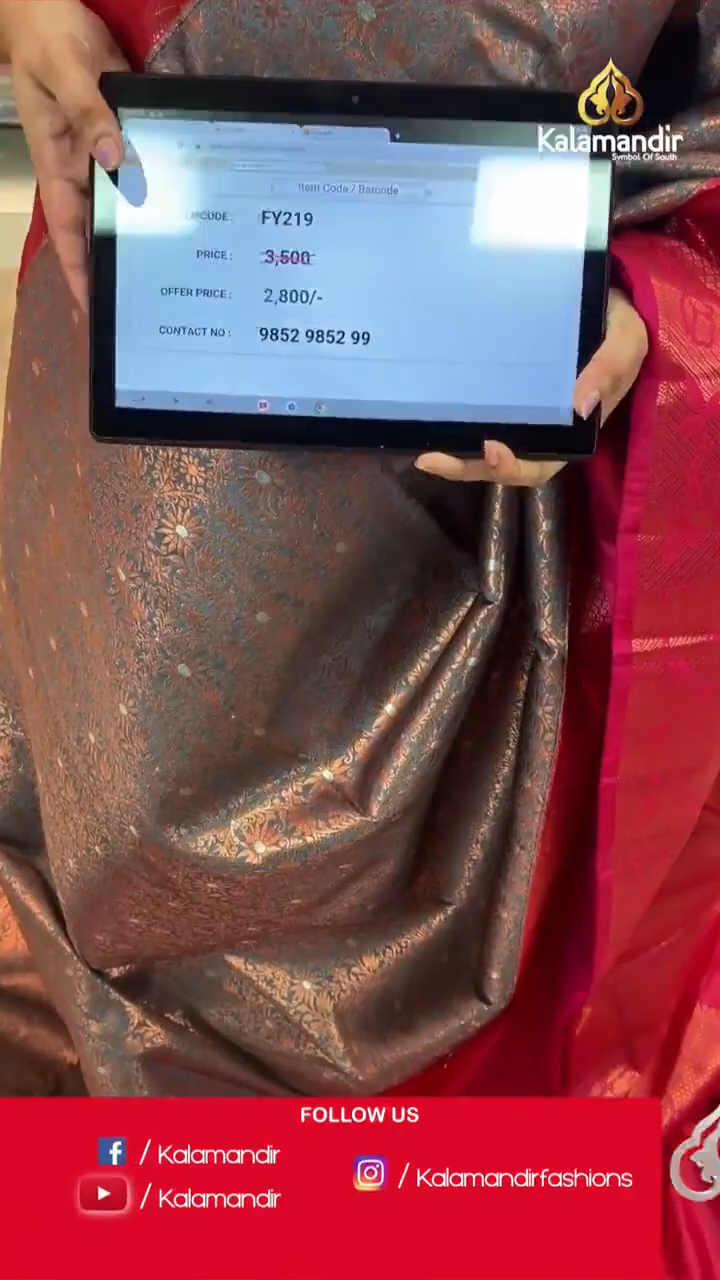 Kalamandir
Symbol Of South
Item Code / Barcode
FY219
PRICE : 3,500
OFFER PRICE : 2,800/-
CONTACT NO : 9852 9852 99
FOLLOW US
/ Kalamandir
/ Kalamandir
/ Kalamandirfashions